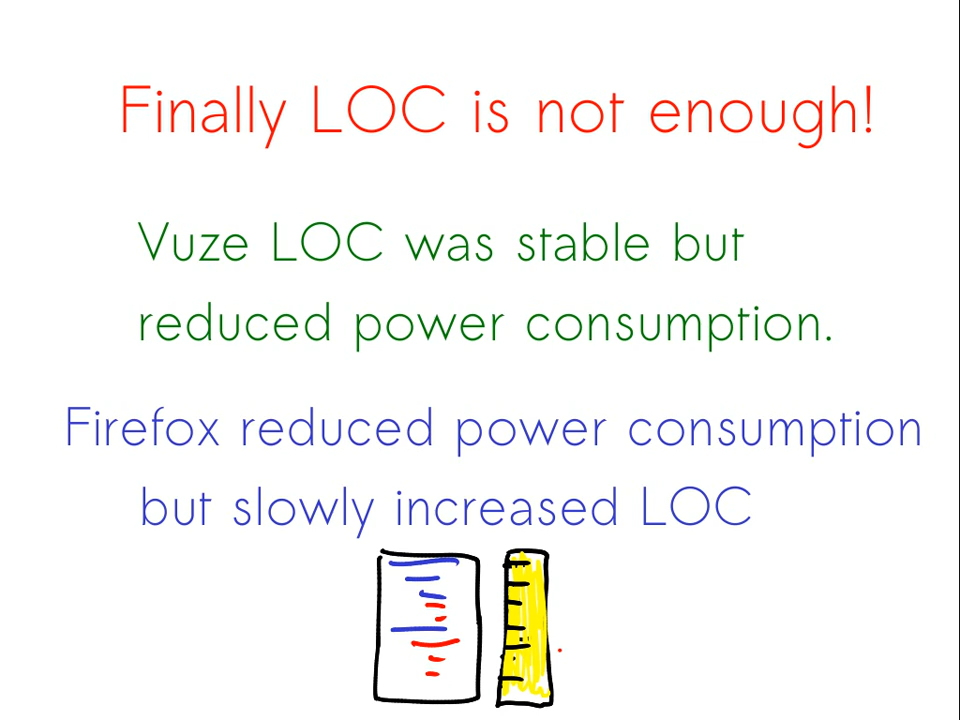 Finally LOC is not enough!
Vuze LOC was stable but
reduced power consumption.
Firefox reduced power consumption
but slowly increased LOC